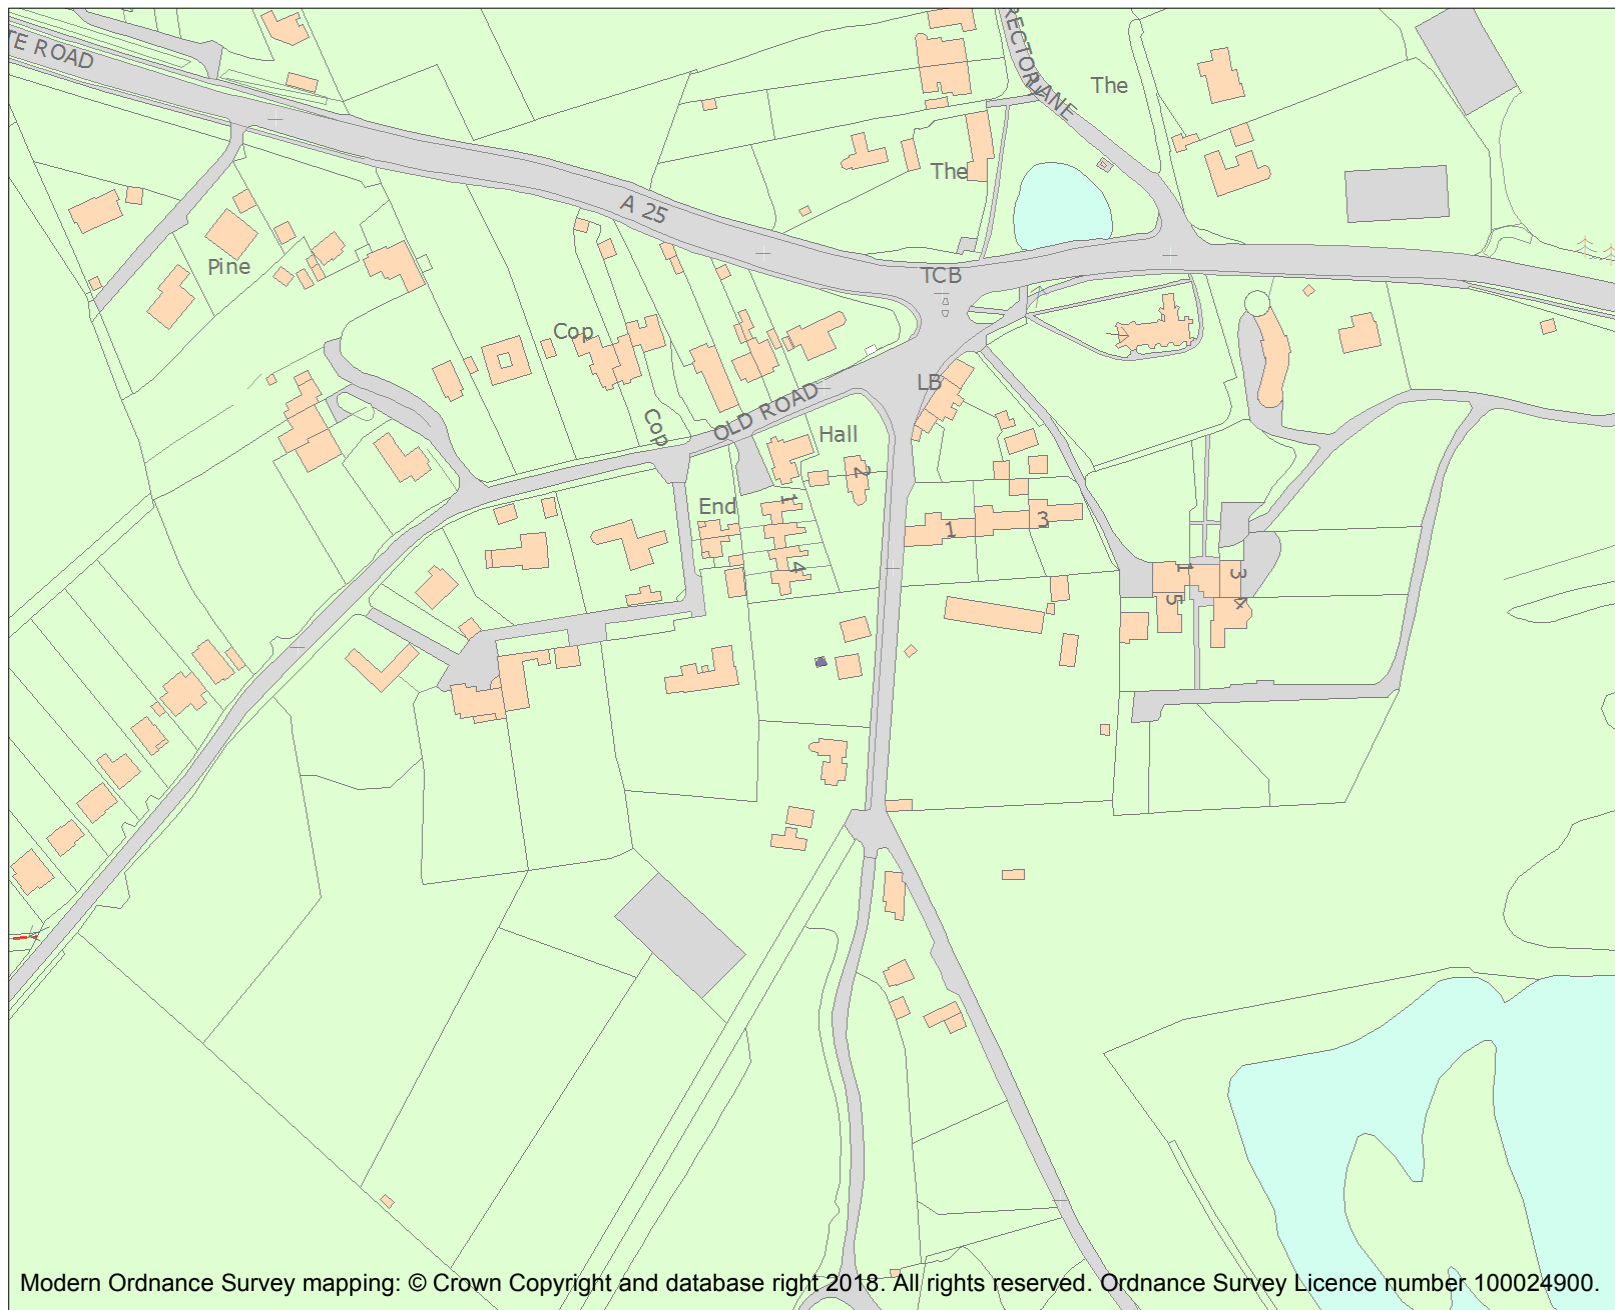 TE ROAD
RECTORY LANE
The
The
A 25
Pine
TCB
Cop
LB
OLD ROAD
Cop
Hall
2
End
1
1
3
4
1
3
5
4
Modern Ordnance Survey mapping: © Crown Copyright and database right 2018. All rights reserved. Ordnance Survey Licence number 100024900.